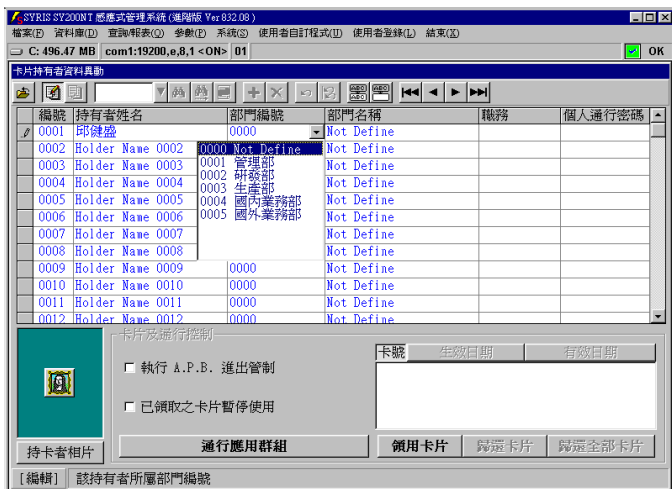 SYRIS SY200NT 感應式管理系統 (進階版 Ver 832.08 )
檔案(F) 資料庫(D) 查詢/報表(Q) 參數(P) 系統(S) 使用者自訂程式(U) 使用者登錄(L) 結束(X)
C: 496.47 MB com1:19200,e,8,1 <ON> 01 OK
卡片持有者資料異動
編號 持有者姓名 部門編號 部門名稱 職務 個人通行密碼
0001 邱健盛 0000 Not Define
0002 Holder Name 0002 0000 Not Define Not Define
0003 Holder Name 0003 0001 管理部 Not Define
0004 Holder Name 0004 0002 研發部 Not Define
0005 Holder Name 0005 0003 生產部 Not Define
0006 Holder Name 0006 0004 國內業務部 Not Define
0007 Holder Name 0007 0005 國外業務部 Not Define
0008 Holder Name 0008 Not Define
0009 Holder Name 0009 0000 Not Define
0010 Holder Name 0010 0000 Not Define
0011 Holder Name 0011 0000 Not Define
0012 Holder Name 0012 0000 Not Define
卡片及通行控制
卡號 生效日期 有效日期
執行 A.P.B. 進出管制
已領取之卡片暫停使用
持卡者相片 通行應用群組 領用卡片 歸還卡片 歸還全部卡片
[編輯] 該持有者所屬部門編號